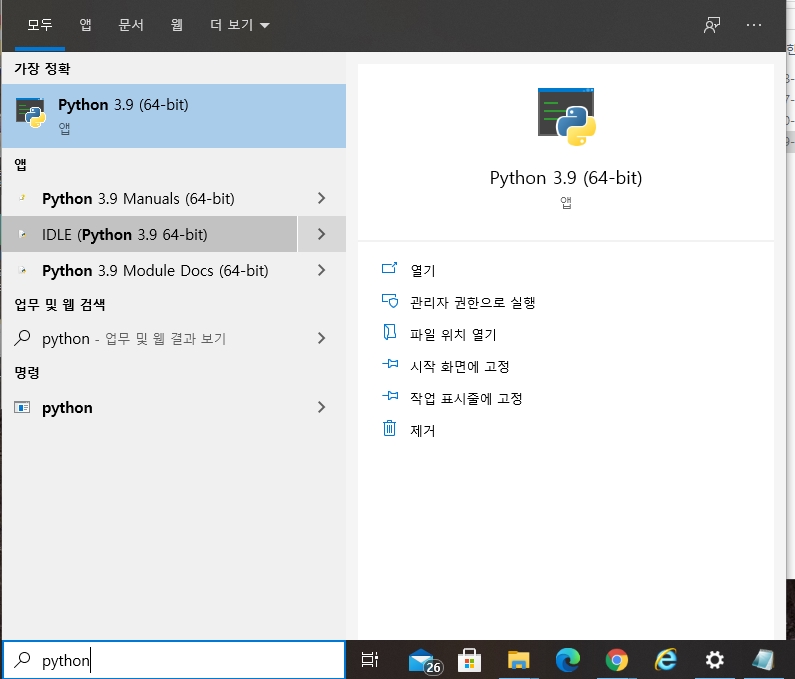 모두 앱 문서 웹 더 보기
가장 정확
Python 3.9 (64-bit)
앱
앱
Python 3.9 Manuals (64-bit)
IDLE (Python 3.9 64-bit)
Python 3.9 Module Docs (64-bit)
업무 및 웹 검색
python - 업무 및 웹 결과 보기
명령
python
Python 3.9 (64-bit)
앱
열기
관리자 권한으로 실행
파일 위치 열기
시작 화면에 고정
작업 표시줄에 고정
제거
python
26